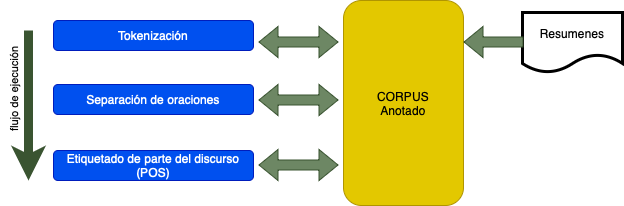 flujo de ejecución
Tokenización
Separación de oraciones
Etiquetado de parte del discurso
(POS)
CORPUS
Anotado
Resumenes